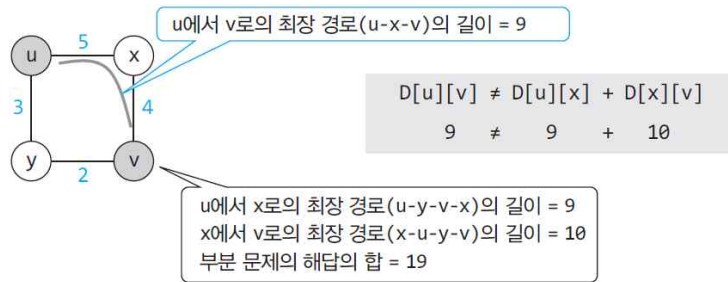 u에서 v로의 최장 경로(u-x-v)의 길이 = 9
u
5
x
3
4
D[u][v] ≠ D[u][x] + D[x][v]
9 ≠ 9 + 10
y
2
v
u에서 x로의 최장 경로(u-y-v-x)의 길이 = 9
x에서 v로의 최장 경로(x-u-y-v)의 길이 = 10
부분 문제의 해답의 합 = 19